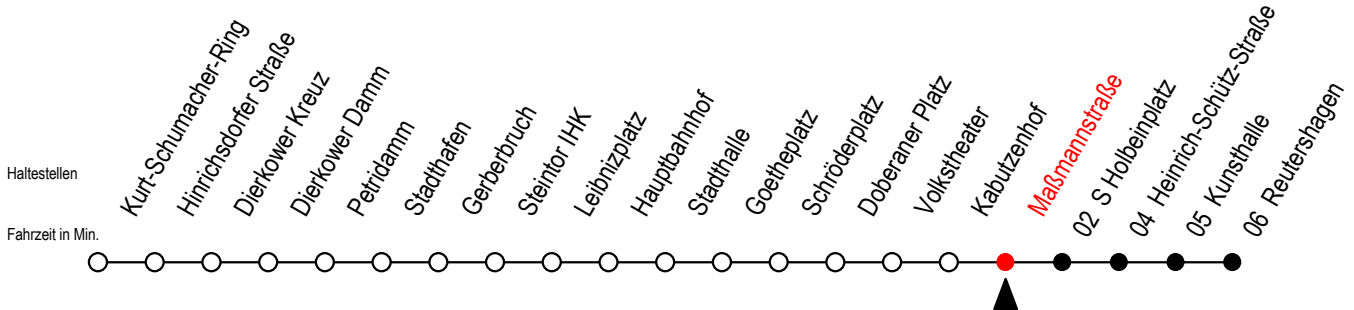 Haltestellen
Fahrzeit in Min.
Kurt-Schumacher-Ring
Hinrichsdorfer Straße
Dierkower Kreuz
Dierkower Damm
Petridamm
Stadthafen
Gerberbruch
Steintor IHK
Leibnizplatz
Hauptbahnhof
Stadthalle
Goetheplatz
Schröderplatz
Doberaner Platz
Volkstheater
Kabutzenhof
Maßmannstraße
02 S Holbeinplatz
04 Heinrich-Schütz-Straße
05 Kunsthalle
06 Reutershagen